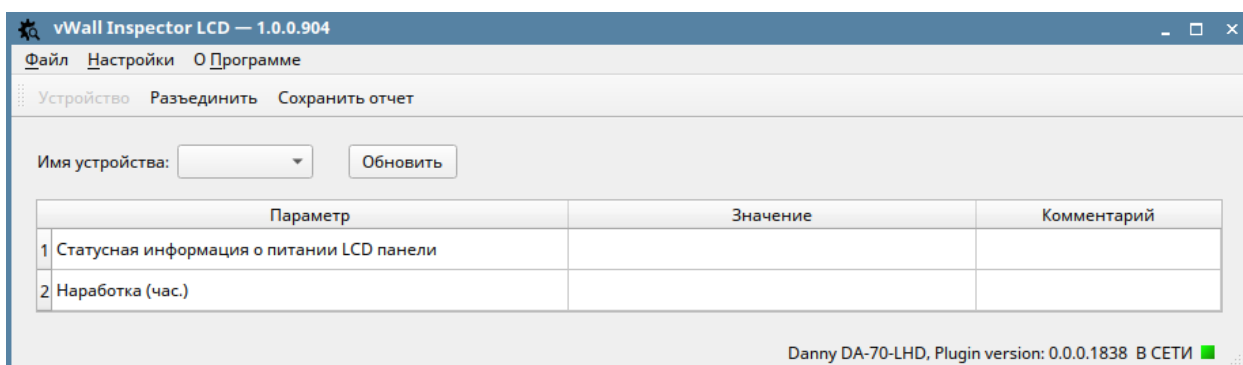 vWall Inspector LCD — 1.0.0.904
Файл Настройки О Программе
Устройство Разъединить Сохранить отчет
Имя устройства: Обновить
Параметр Значение Комментарий
1 Статусная информация о питании LCD панели
2 Наработка (час.)
Danny DA-70-LHD, Plugin version: 0.0.0.1838 В СЕТИ